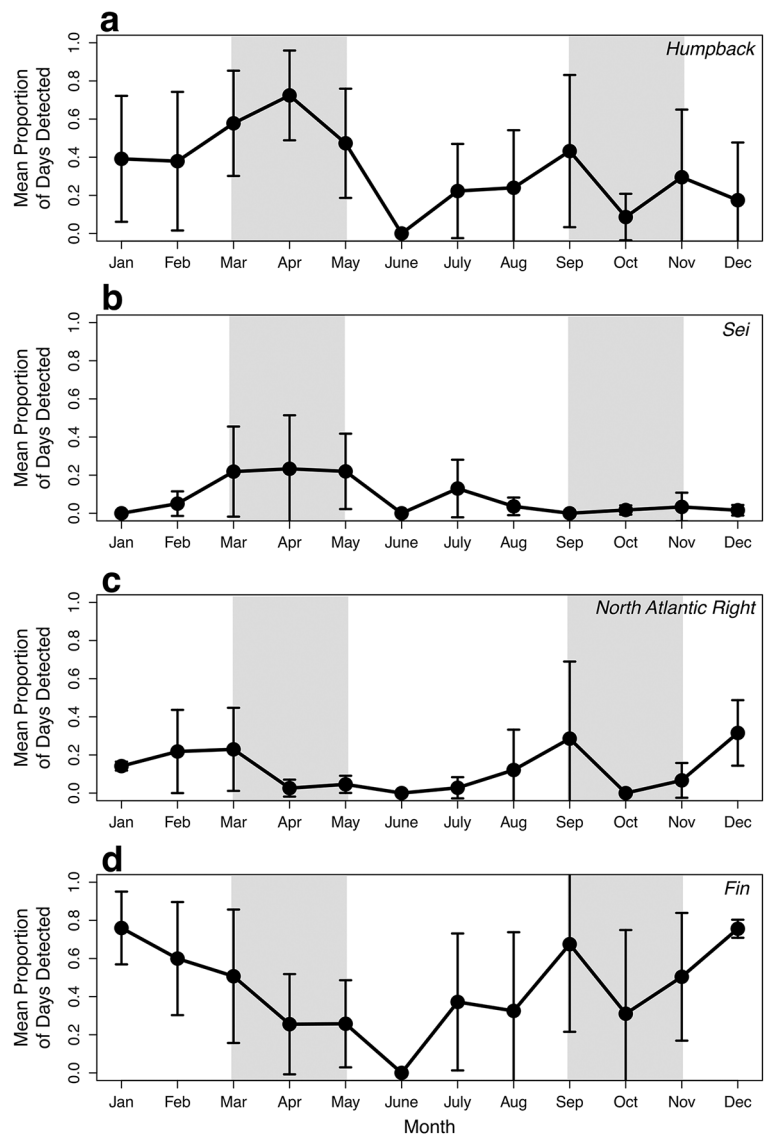 a
Humpback
Mean Proportion
of Days Detected
1.0
0.8
0.6
0.4
0.2
0.0
Jan Feb Mar Apr May June July Aug Sep Oct Nov Dec
b
Sei
Mean Proportion
of Days Detected
1.0
0.8
0.6
0.4
0.2
0.0
Jan Feb Mar Apr May June July Aug Sep Oct Nov Dec
c
North Atlantic Right
Mean Proportion
of Days Detected
1.0
0.8
0.6
0.4
0.2
0.0
Jan Feb Mar Apr May June July Aug Sep Oct Nov Dec
d
Fin
Mean Proportion
of Days Detected
1.0
0.8
0.6
0.4
0.2
0.0
Jan Feb Mar Apr May June July Aug Sep Oct Nov Dec
Month